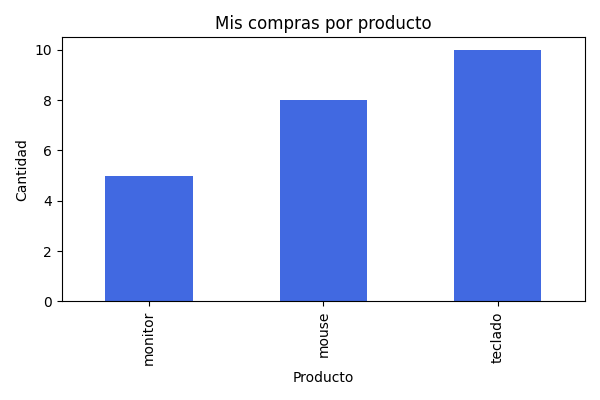 Mis compras por producto
Cantidad
10
8
6
4
2
0
monitor
mouse
teclado
Producto